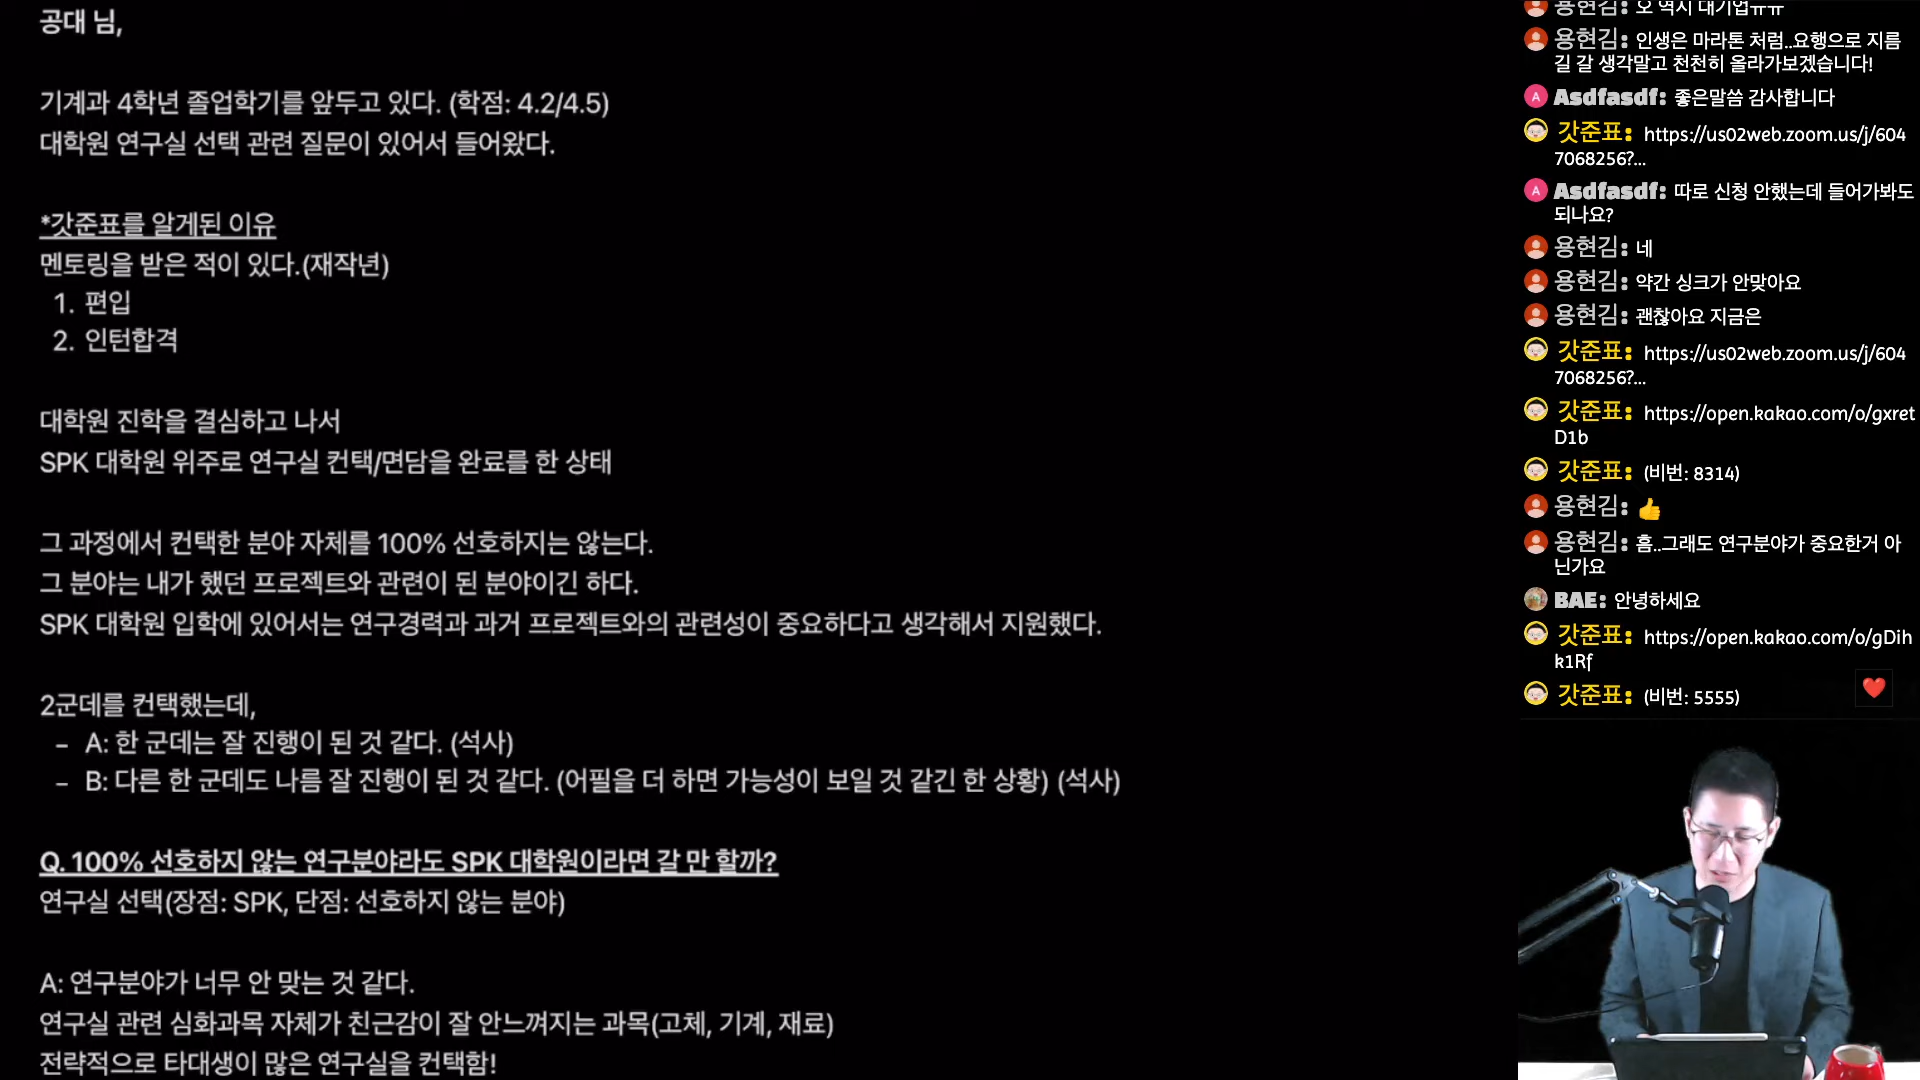 공대 님,
기계과 4학년 졸업학기를 앞두고 있다. (학점: 4.2/4.5)
대학원 연구실 선택 관련 질문이 있어서 들어왔다.
*갓준표를 알게된 이유
멘토링을 받은 적이 있다.(재작년)
1. 편입
2. 인턴합격
대학원 진학을 결심하고 나서
SPK 대학원 위주로 연구실 컨택/면담을 완료를 한 상태
그 과정에서 컨택한 분야 자체를 100% 선호하지는 않는다.
그 분야는 내가 했던 프로젝트와 관련이 된 분야이긴 하다.
SPK 대학원 입학에 있어서는 연구경력과 과거 프로젝트와의 관련성이 중요하다고 생각해서 지원했다.
2군데를 컨택했는데,
- A: 한 군데는 잘 진행이 된 것 같다. (석사)
- B: 다른 한 군데도 나름 잘 진행이 된 것 같다. (어필을 더 하면 가능성이 보일 것 같긴 한 상황) (석사)
Q. 100% 선호하지 않는 연구분야라도 SPK 대학원이라면 갈 만 할까?
연구실 선택(장점: SPK, 단점: 선호하지 않는 분야)
A: 연구분야가 너무 안 맞는 것 같다.
연구실 관련 심화과목 자체가 친근감이 잘 안느껴지는 과목(고체, 기계, 재료)
전략적으로 타대생이 많은 연구실을 컨택함!
용현김: 오 역시 대기업ㅠㅠ
용현김: 인생은 마라톤 처럼..요행으로 지름
길 갈 생각말고 천천히 올라가보겠습니다!
A Asdfasdf: 좋은말씀 감사합니다
갓준표: https://us02web.zoom.us/j/604
7068256?...
A Asdfasdf: 따로 신청 안했는데 들어가봐도
되나요?
용현김: 네
용현김: 약간 싱크가 안맞아요
용현김: 괜찮아요 지금은
갓준표: https://us02web.zoom.us/j/604
7068256?...
갓준표: https://open.kakao.com/o/gxret
D1b
갓준표: (비번: 8314)
용현김: 👍
용현김: 흠..그래도 연구분야가 중요한거 아
닌가요
BAE: 안녕하세요
갓준표: https://open.kakao.com/o/gDih
k1Rf
갓준표: (비번: 5555)